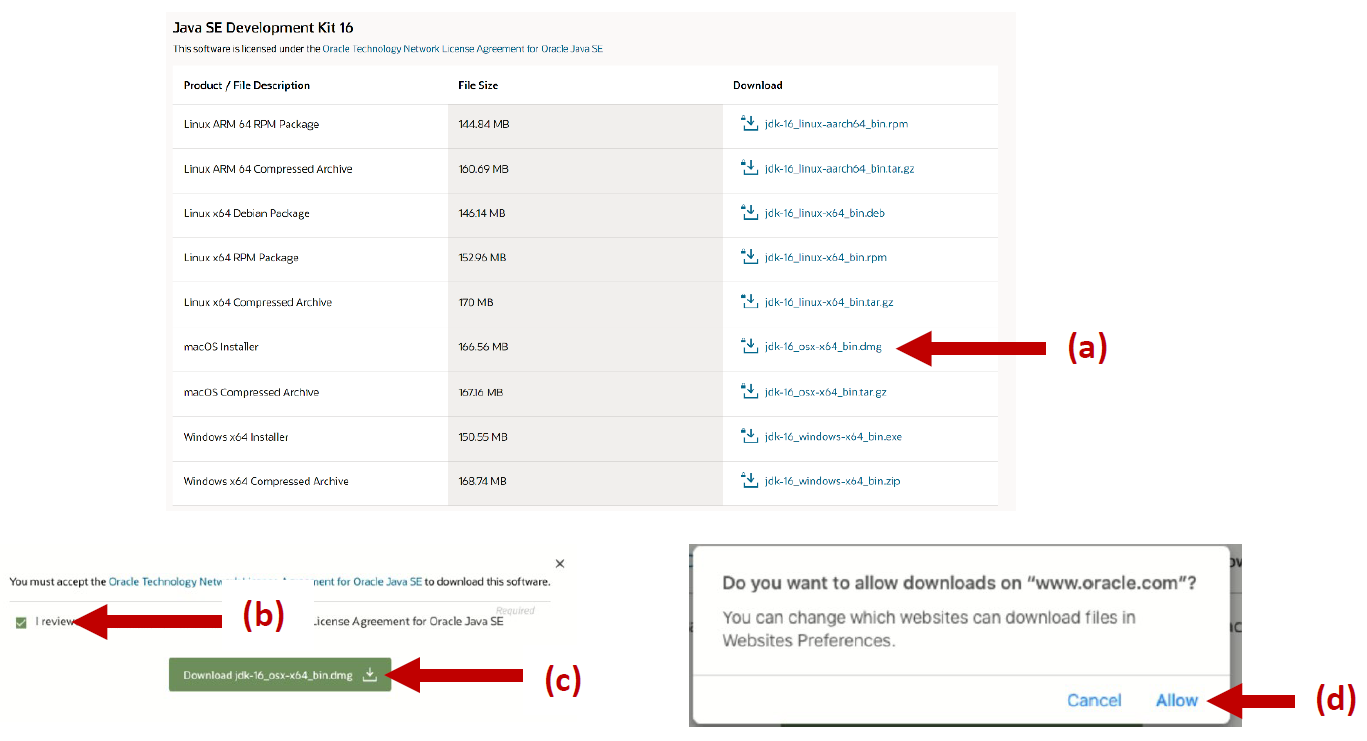 Java SE Development Kit 16
This software is licensed under the Oracle Technology Network License Agreement for Oracle Java SE
Product / File Description File Size Download
Linux ARM 64 RPM Package 144.84 MB jdk-16_linux-aarch64_bin.rpm
Linux ARM 64 Compressed Archive 160.69 MB jdk-16_linux-aarch64_bin.tar.gz
Linux x64 Debian Package 146.14 MB jdk-16_linux-x64_bin.deb
Linux x64 RPM Package 152.96 MB jdk-16_linux-x64_bin.rpm
Linux x64 Compressed Archive 170 MB jdk-16_linux-x64_bin.tar.gz
macOS Installer 166.56 MB jdk-16_osx-x64_bin.dmg (a)
macOS Compressed Archive 167.16 MB jdk-16_osx-x64_bin.tar.gz
Windows x64 Installer 150.55 MB jdk-16_windows-x64_bin.exe
Windows x64 Compressed Archive 168.74 MB jdk-16_windows-x64_bin.zip
You must accept the Oracle Technology for Oracle Java SE to download this software.
Required
I review (b) License Agreement for Oracle Java SE
Download jdk-16_osx-x64_bin.dmg (c)
Do you want to allow downloads on “www.oracle.com”?
You can change which websites can download files in
Websites Preferences.
Cancel Allow (d)